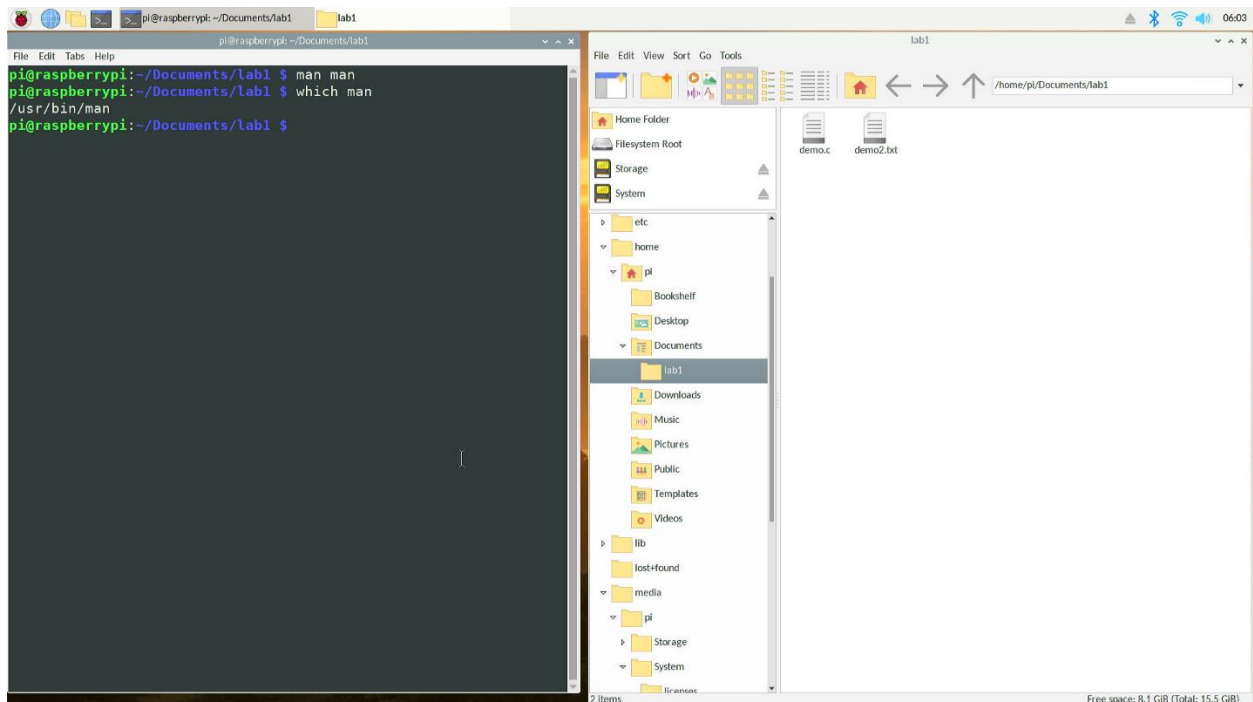 pi@raspberrypi: ~/Documents/lab1
lab1
06:03
pi@raspberrypi: ~/Documents/lab1
File Edit Tabs Help
pi@raspberrypi:~/Documents/lab1 $ man man
pi@raspberrypi:~/Documents/lab1 $ which man
/usr/bin/man
pi@raspberrypi:~/Documents/lab1 $
lab1
File Edit View Sort Go Tools
/home/pi/Documents/lab1
Home Folder
Filesystem Root
Storage
System
etc
home
pi
Bookshelf
Desktop
Documents
lab1
Downloads
Music
Pictures
Public
Templates
Videos
lib
lost+found
media
pi
Storage
System
licenses
demo.c demo2.txt
2 items
Free space: 8.1 GiB (Total: 15.5 GiB)